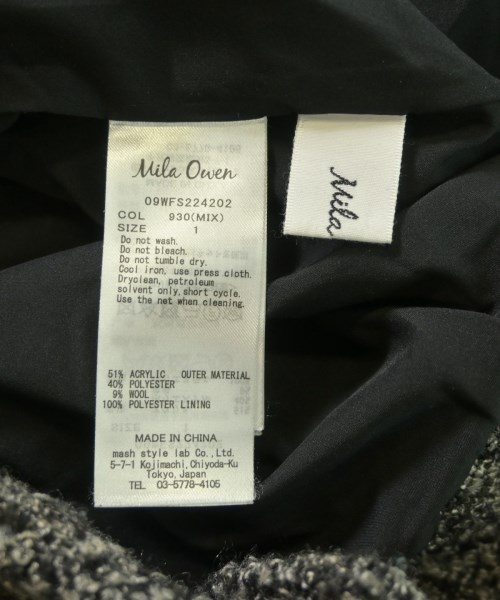 Mila Owen
09WFS224202
COL 930(MIX)
SIZE 1
Do not wash.
Do not bleach.
Do not tumble dry.
Cool iron, use press cloth.
Dryclean, petroleum
solvent only, short cycle.
Use the net when cleaning.
51% ACRYLIC OUTER MATERIAL
40% POLYESTER
9% WOOL
100% POLYESTER LINING
MADE IN CHINA
mash style lab Co., Ltd.
5-7-1 Kojimachi, Chiyoda-Ku
Tokyo, Japan
TEL 03-5778-4105
Mila